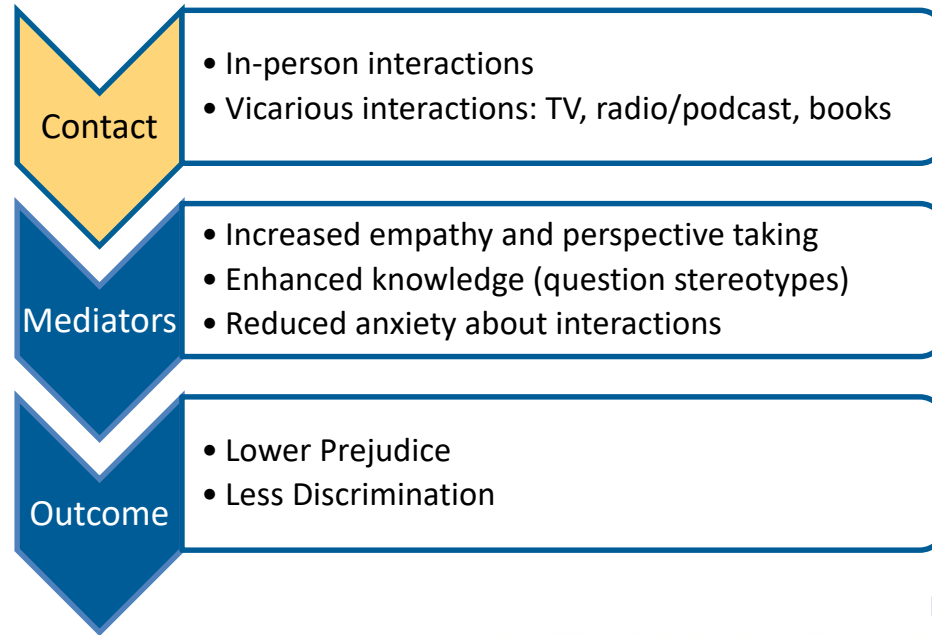 Contact
• In-person interactions
• Vicarious interactions: TV, radio/podcast, books
Mediators
• Increased empathy and perspective taking
• Enhanced knowledge (question stereotypes)
• Reduced anxiety about interactions
Outcome
• Lower Prejudice
• Less Discrimination